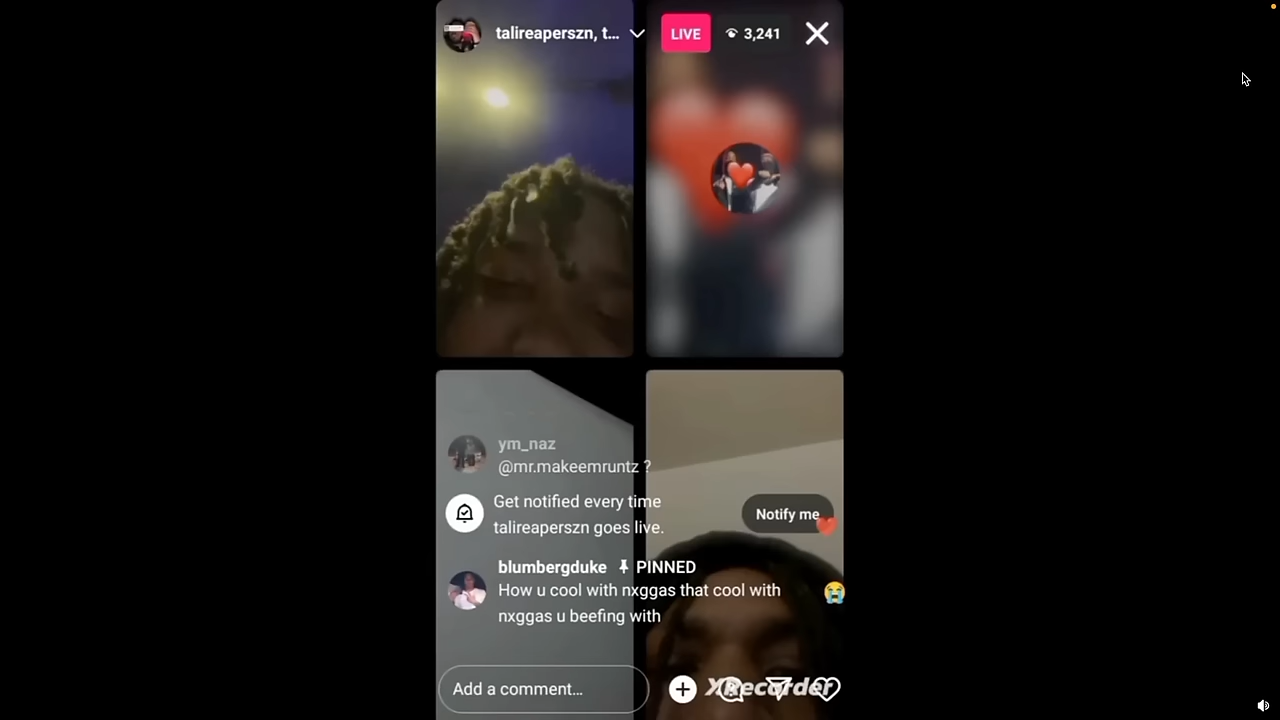 talireaperszn, t...
LIVE
3,241
ym_naz
@mr.makeemruntz ?
Get notified every time
talireaperszn goes live.
Notify me
blumbergduke PINNED
How u cool with nxggas that cool with
nxggas u beefing with
Add a comment...
XRecorder